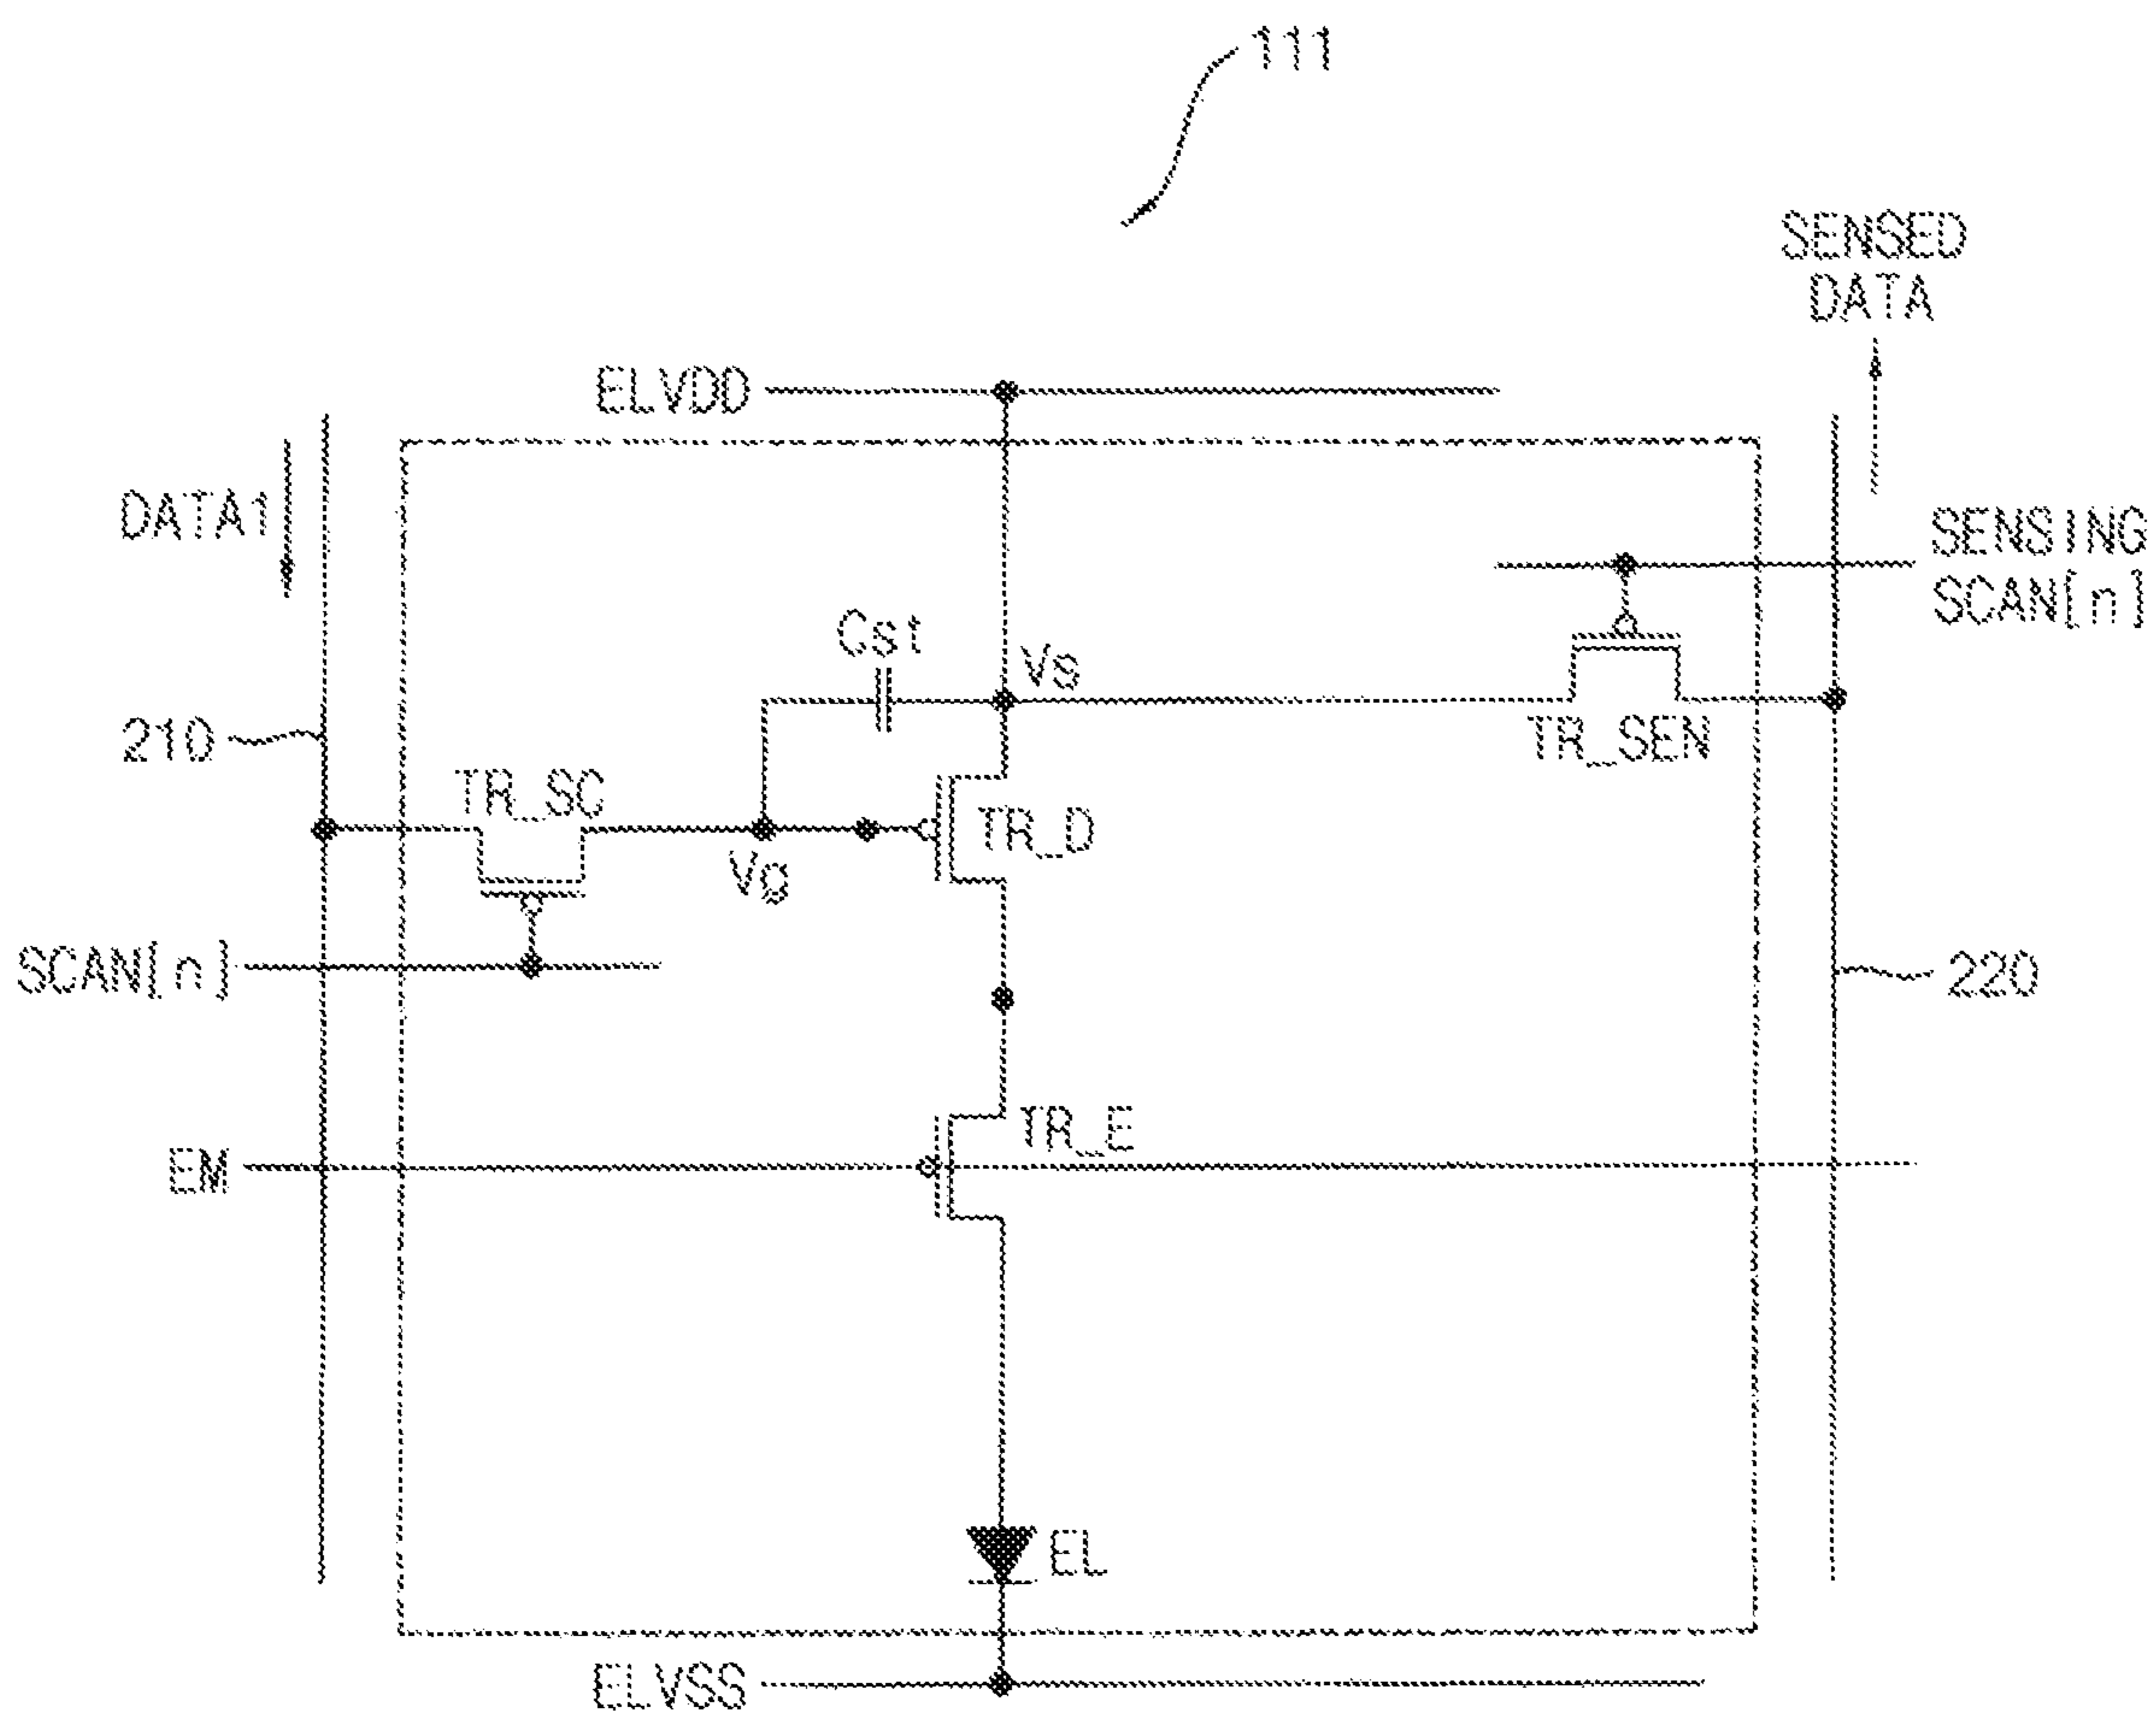 111
SENSED
DATA
ELVDD
DATA1
SENSING
SCAN[n]
Cst
Vs
210
TR_SEN
TR_SC
TR_D
Vg
SCAN[n]
220
TR_E
EM
EL
ELVSS